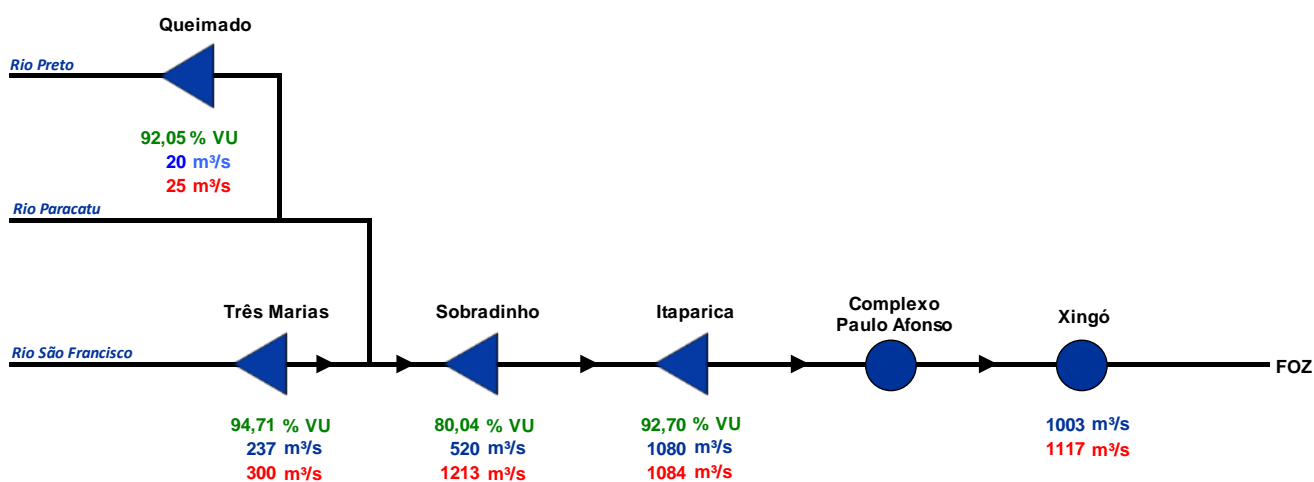 Queimado
Rio Preto
92,05 % VU
20 m³/s
25 m³/s
Rio Paracatu
Três Marias
Sobradinho
Itaparica
Complexo
Paulo Afonso
Xingó
Rio São Francisco
FOZ
94,71 % VU
237 m³/s
300 m³/s
80,04 % VU
520 m³/s
1213 m³/s
92,70 % VU
1080 m³/s
1084 m³/s
1003 m³/s
1117 m³/s